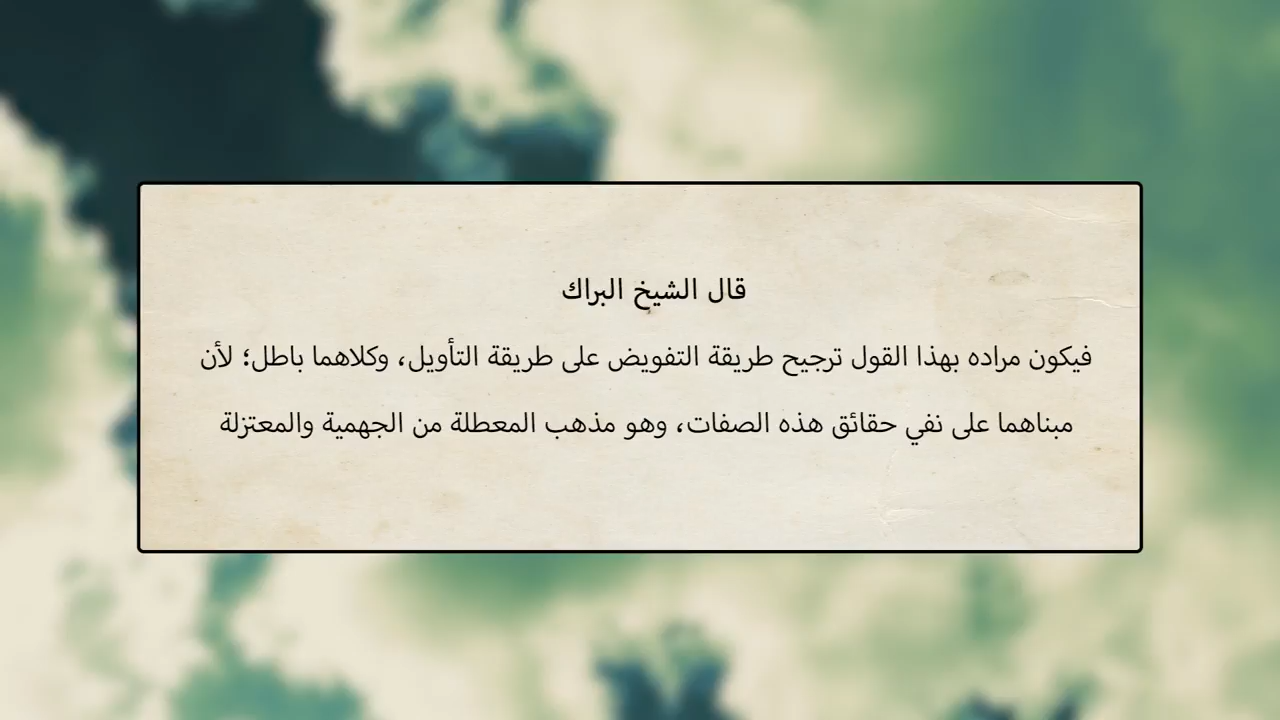 قال الشيخ البراك
فيكون مراده بهذا القول ترجيح طريقة التفويض على طريقة التأويل، وكلاهما باطل؛ لأن
مبناهما على نفي حقائق هذه الصفات، وهو مذهب المعطلة من الجهمية والمعتزلة